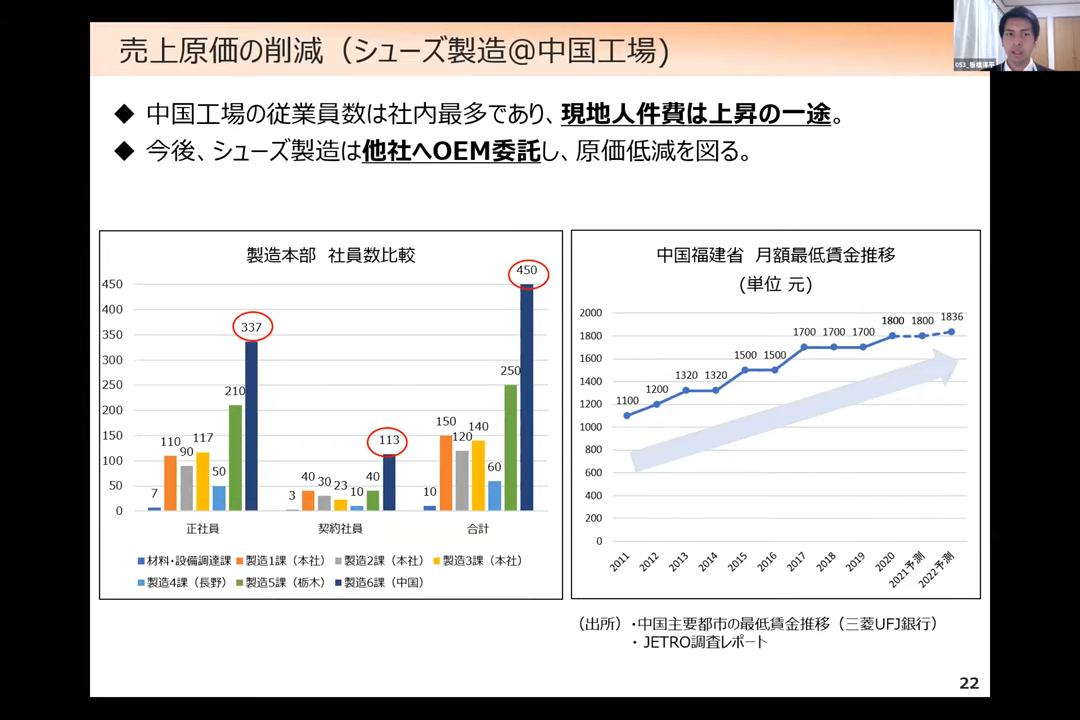 売上原価の削減（シューズ製造@中国工場)
◆ 中国工場の従業員数は社内最多であり、現地人件費は上昇の一途。
◆ 今後、シューズ製造は他社へOEM委託し、原価低減を図る。
製造本部 社員数比較
450
400
350
300
250
200
150
100
50
0
7 110 90 117 50 210 337
3 40 30 23 10 40 113
10 150 120 140 60 250 450
正社員 契約社員 合計
材料・設備調達課 製造1課（本社） 製造2課（本社） 製造3課（本社）
製造4課（長野） 製造5課（栃木） 製造6課（中国）
中国福建省 月額最低賃金推移
(単位 元)
2000
1800
1600
1400
1200
1000
800
600
400
200
0
1100 1200 1320 1320 1500 1500 1700 1700 1700 1800 1800 1836
2011 2012 2013 2014 2015 2016 2017 2018 2019 2020 2021予測 2022予測
（出所）・中国主要都市の最低賃金推移（三菱UFJ銀行）
・ JETRO調査レポート
22
053_板橋洋平